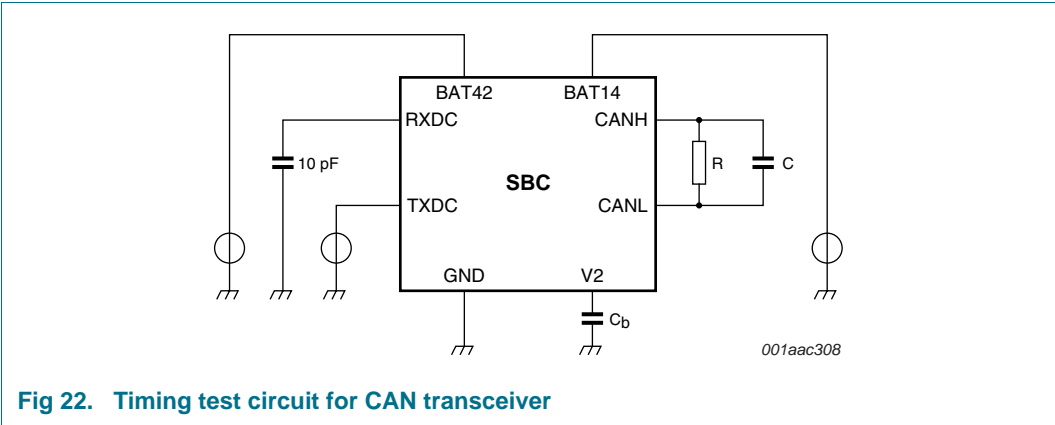 BAT42 BAT14
RXDC CANH
10 pF R C
SBC
TXDC CANL
GND V2
Cb
001aac308
Fig 22. Timing test circuit for CAN transceiver